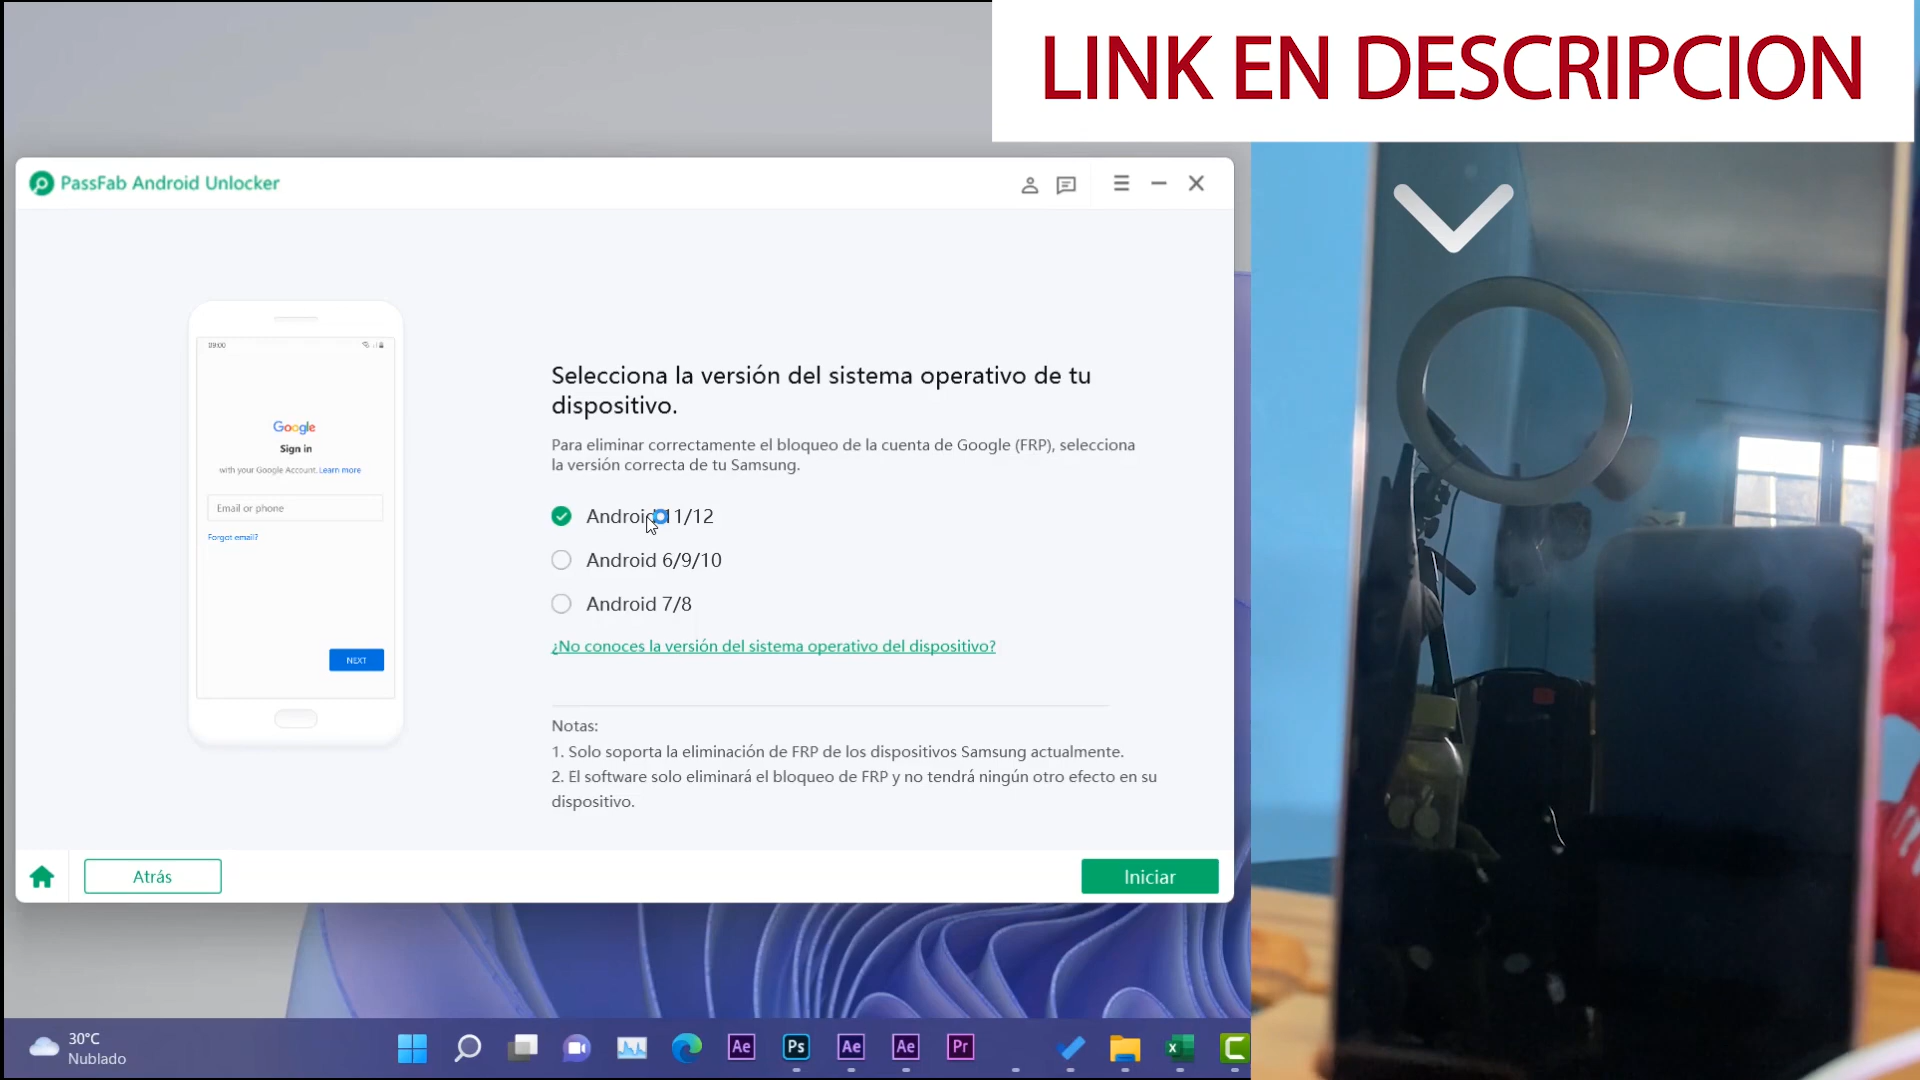 LINK EN DESCRIPCION
PassFab Android Unlocker
09:00
Google
Sign in
with your Google Account. Learn more
Email or phone
Forgot email?
NEXT
Selecciona la versión del sistema operativo de tu
dispositivo.
Para eliminar correctamente el bloqueo de la cuenta de Google (FRP), selecciona
la versión correcta de tu Samsung.
Android 11/12
Android 6/9/10
Android 7/8
¿No conoces la versión del sistema operativo del dispositivo?
Notas:
1. Solo soporta la eliminación de FRP de los dispositivos Samsung actualmente.
2. El software solo eliminará el bloqueo de FRP y no tendrá ningún otro efecto en su
dispositivo.
Atrás
Iniciar
30°C
Nublado
Ae
Ps
Ae
Ae
Pr